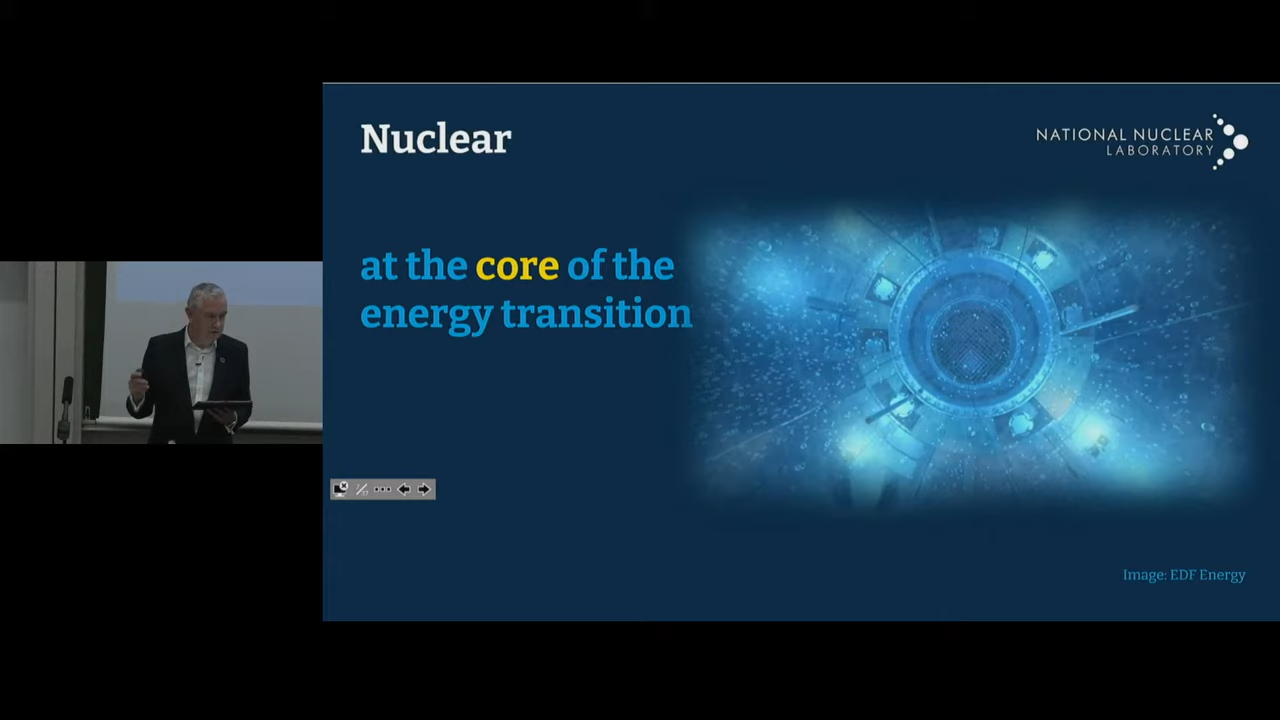 Nuclear
NATIONAL NUCLEAR
LABORATORY
at the core of the
energy transition
Image: EDF Energy